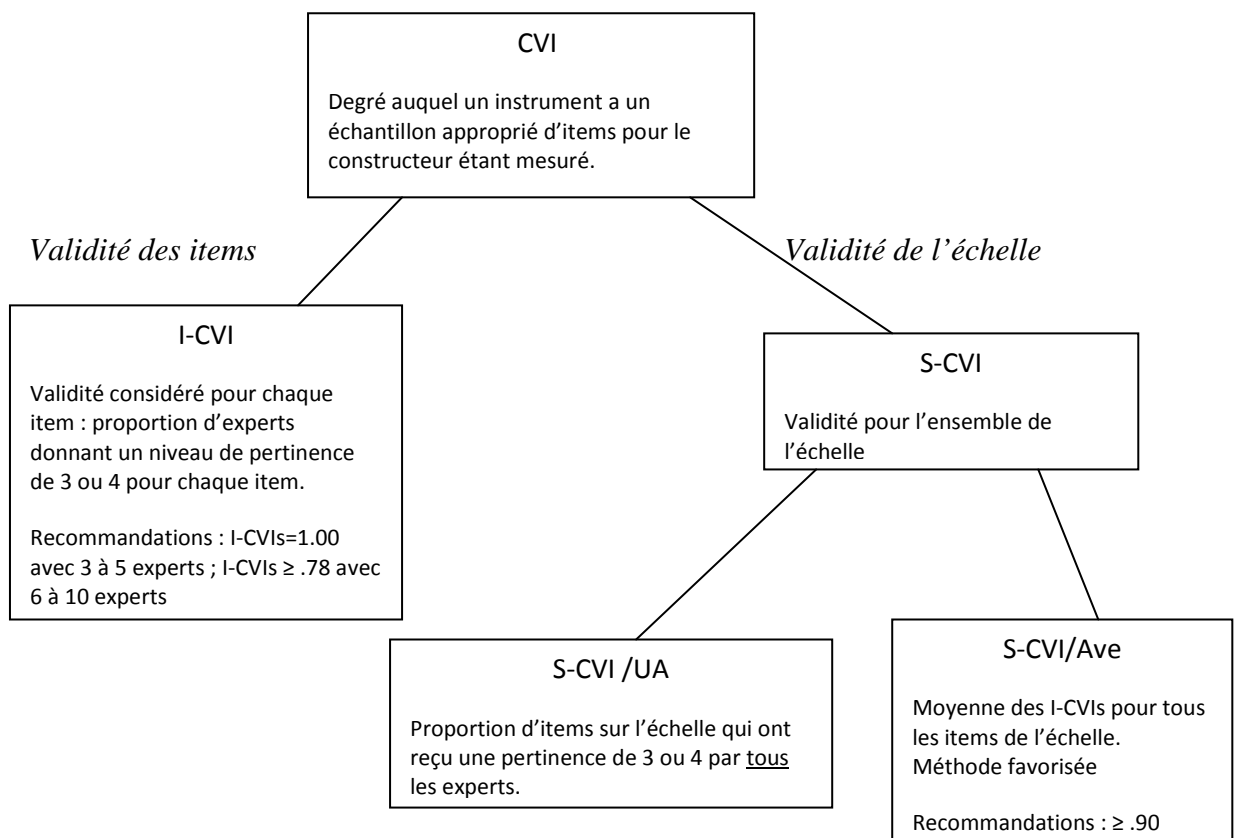 CVI
Degré auquel un instrument a un
échantillon approprié d’items pour le
constructeur étant mesuré.
Validité des items
Validité de l’échelle
I-CVI
Validité considéré pour chaque
item : proportion d’experts
donnant un niveau de pertinence
de 3 ou 4 pour chaque item.
Recommandations : I-CVIs=1.00
avec 3 à 5 experts ; I-CVIs ≥ .78 avec
6 à 10 experts
S-CVI
Validité pour l’ensemble de
l’échelle
S-CVI /UA
Proportion d’items sur l’échelle qui ont
reçu une pertinence de 3 ou 4 par tous
les experts.
S-CVI/Ave
Moyenne des I-CVIs pour tous
les items de l’échelle.
Méthode favorisée
Recommandations : ≥ .90